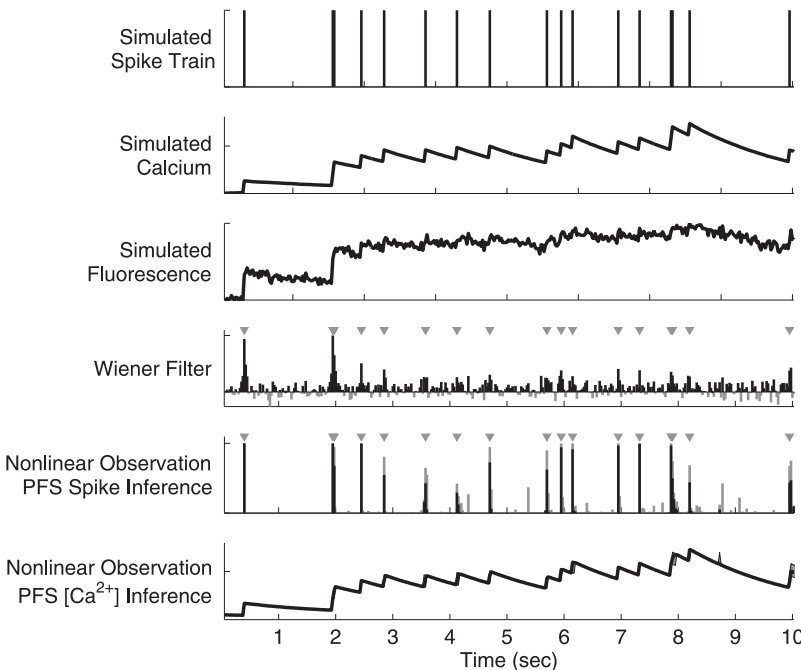 Simulated
Spike Train
Simulated
Calcium
Simulated
Fluorescence
Wiener Filter
Nonlinear Observation
PFS Spike Inference
Nonlinear Observation
PFS [Ca²⁺] Inference
1 2 3 4 5 6 7 8 9 10
Time (sec)